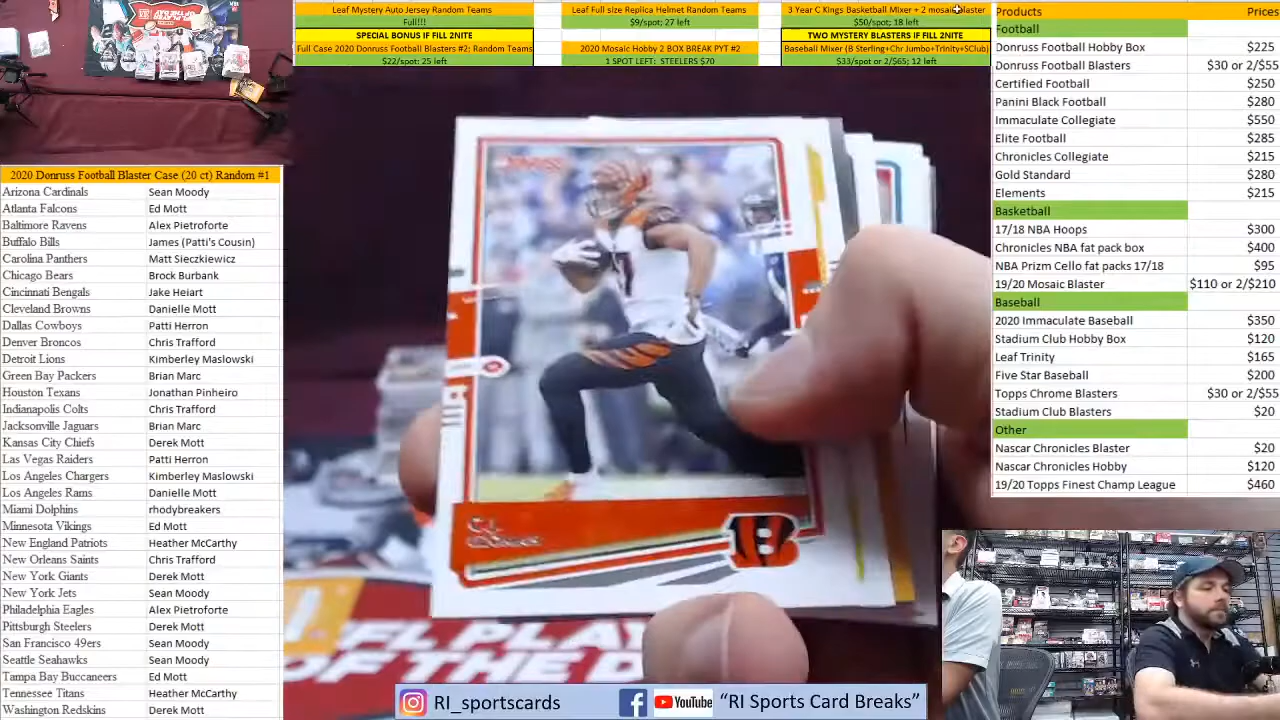 Leaf Mystery Auto Jersey Random Teams
Full!!!
SPECIAL BONUS IF FILL 2NITE
Full Case 2020 Donruss Football Blasters #2: Random Teams
$22/spot: 25 left
Leaf Full size Replica Helmet Random Teams
$9/spot; 27 left
2020 Mosaic Hobby 2 BOX BREAK PYT #2
1 SPOT LEFT: STEELERS $70
3 Year C Kings Basketball Mixer + 2 mosaic blaster
$50/spot; 18 left
TWO MYSTERY BLASTERS IF FILL 2NITE
Baseball Mixer (B Sterling+Chr Jumbo+Trinity+SClub)
$33/spot or 2/$65; 12 left
Products Prices
Football
Donruss Football Hobby Box $225
Donruss Football Blasters $30 or 2/$55
Certified Football $250
Panini Black Football $280
Immaculate Collegiate $550
Elite Football $285
Chronicles Collegiate $215
Gold Standard $280
Elements $215
Basketball
17/18 NBA Hoops $300
Chronicles NBA fat pack box $400
NBA Prizm Cello fat packs 17/18 $95
19/20 Mosaic Blaster $110 or 2/$210
Baseball
2020 Immaculate Baseball $350
Stadium Club Hobby Box $120
Leaf Trinity $165
Five Star Baseball $200
Topps Chrome Blasters $30 or 2/$55
Stadium Club Blasters $20
Other
Nascar Chronicles Blaster $20
Nascar Chronicles Hobby $120
19/20 Topps Finest Champ League $460
2020 Donruss Football Blaster Case (20 ct) Random #1
Arizona Cardinals Sean Moody
Atlanta Falcons Ed Mott
Baltimore Ravens Alex Pietroforte
Buffalo Bills James (Patti's Cousin)
Carolina Panthers Matt Sieczkiewicz
Chicago Bears Brock Burbank
Cincinnati Bengals Jake Heiart
Cleveland Browns Danielle Mott
Dallas Cowboys Patti Herron
Denver Broncos Chris Trafford
Detroit Lions Kimberley Maslowski
Green Bay Packers Brian Marc
Houston Texans Jonathan Pinheiro
Indianapolis Colts Chris Trafford
Jacksonville Jaguars Brian Marc
Kansas City Chiefs Derek Mott
Las Vegas Raiders Patti Herron
Los Angeles Chargers Kimberley Maslowski
Los Angeles Rams Danielle Mott
Miami Dolphins rhodybreakers
Minnesota Vikings Ed Mott
New England Patriots Heather McCarthy
New Orleans Saints Chris Trafford
New York Giants Derek Mott
New York Jets Sean Moody
Philadelphia Eagles Alex Pietroforte
Pittsburgh Steelers Derek Mott
San Francisco 49ers Sean Moody
Seattle Seahawks Sean Moody
Tampa Bay Buccaneers Ed Mott
Tennessee Titans Heather McCarthy
Washington Redskins Derek Mott
RI_sportscards
YouTube
"RI Sports Card Breaks"